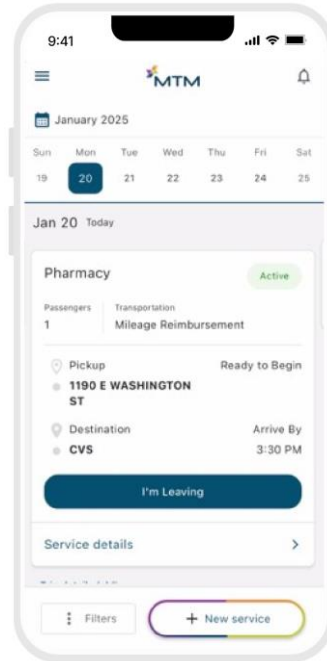 9:41
MTM
January 2025
Sun Mon Tue Wed Thu Fri Sat
19 20 21 22 23 24 25
Jan 20 Today
Pharmacy Active
Passengers Transportation
1 Mileage Reimbursement
Pickup Ready to Begin
1190 E WASHINGTON
ST
Destination Arrive By
CVS 3:30 PM
I'm Leaving
Service details
Filters + New service